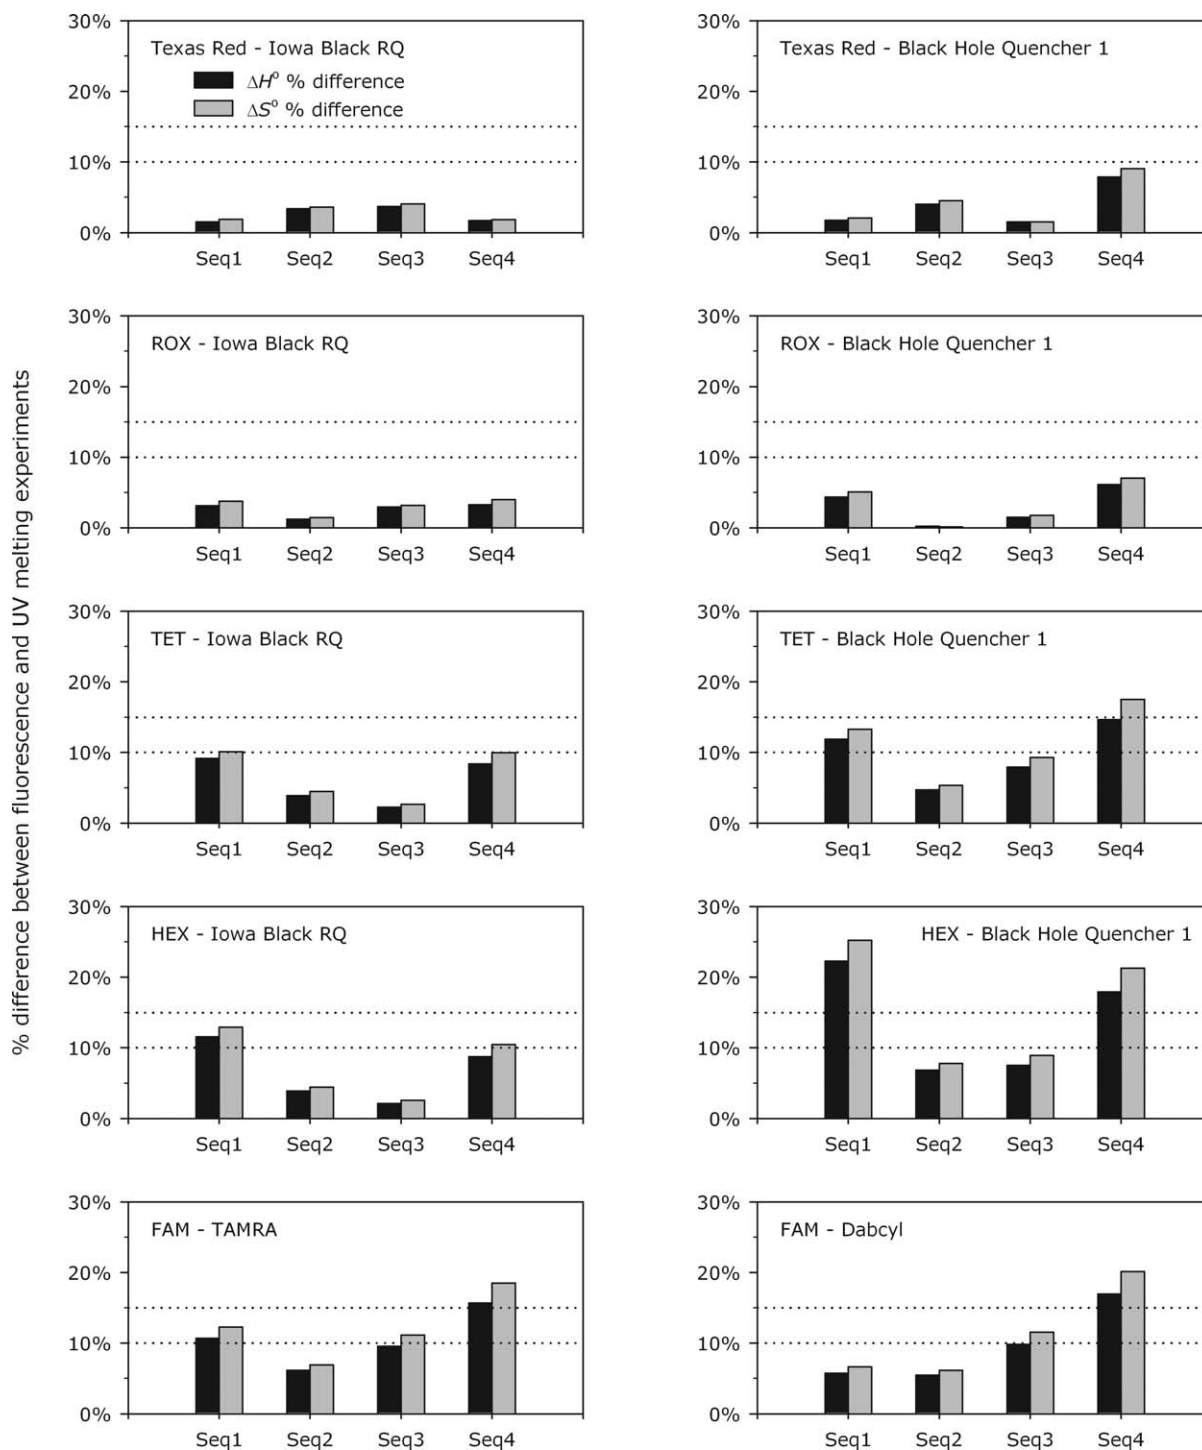 % difference between fluorescence and UV melting experiments
30%
20%
10%
0%
Texas Red - Iowa Black RQ
ΔH° % difference
ΔS° % difference
Seq1 Seq2 Seq3 Seq4
30%
20%
10%
0%
Texas Red - Black Hole Quencher 1
Seq1 Seq2 Seq3 Seq4
30%
20%
10%
0%
ROX - Iowa Black RQ
Seq1 Seq2 Seq3 Seq4
30%
20%
10%
0%
ROX - Black Hole Quencher 1
Seq1 Seq2 Seq3 Seq4
30%
20%
10%
0%
TET - Iowa Black RQ
Seq1 Seq2 Seq3 Seq4
30%
20%
10%
0%
TET - Black Hole Quencher 1
Seq1 Seq2 Seq3 Seq4
30%
20%
10%
0%
HEX - Iowa Black RQ
Seq1 Seq2 Seq3 Seq4
30%
20%
10%
0%
HEX - Black Hole Quencher 1
Seq1 Seq2 Seq3 Seq4
30%
20%
10%
0%
FAM - TAMRA
Seq1 Seq2 Seq3 Seq4
30%
20%
10%
0%
FAM - Dabcyl
Seq1 Seq2 Seq3 Seq4